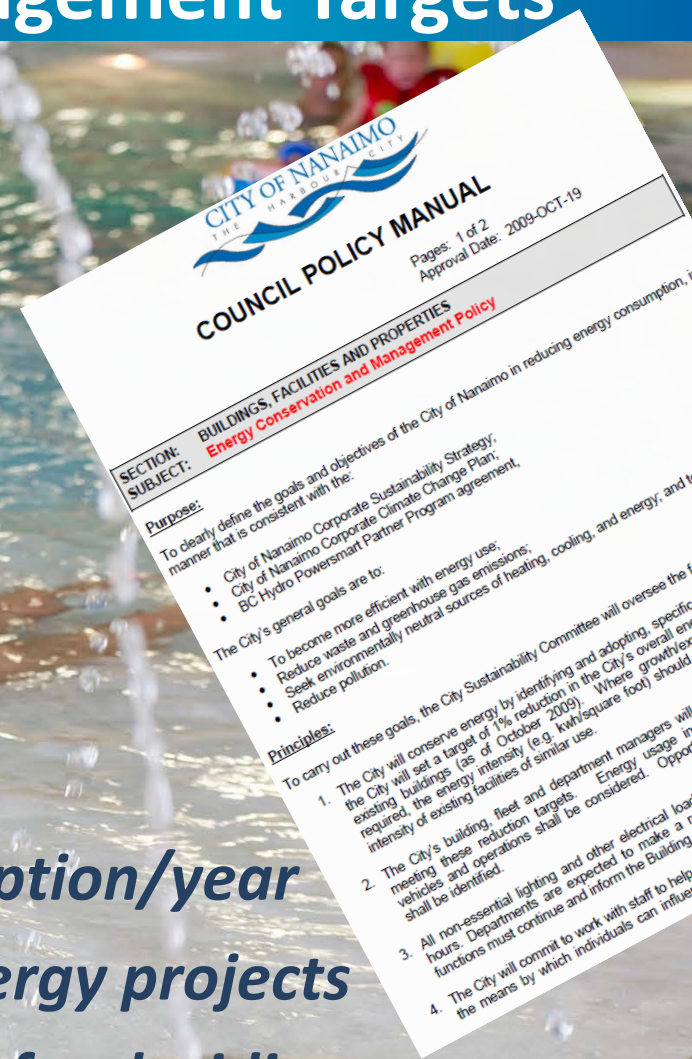 gement Targets
CITY OF NANAIMO
THE HARBOUR CITY
COUNCIL POLICY MANUAL
Pages: 1 of 2
Approval Date: 2009-OCT-19
SECTION: BUILDINGS, FACILITIES AND PROPERTIES
SUBJECT: Energy Conservation and Management Policy
Purpose:
To clearly define the goals and objectives of the City of Nanaimo in reducing energy consumption, i
manner that is consistent with the:
• City of Nanaimo Corporate Sustainability Strategy;
• City of Nanaimo Corporate Climate Change Plan;
• BC Hydro Powersmart Partner Program agreement,
The City's general goals are to:
• To become more efficient with energy use;
• Reduce waste and greenhouse gas emissions;
• Seek environmentally neutral sources of heating, cooling, and energy; and t
• Reduce pollution.
Principles:
To carry out these goals, the City Sustainability Committee will oversee the f
1. The City will conserve energy by identifying and adopting, specific
the City will set a target of 1% reduction in the City's overall ene
existing buildings (as of October 2009). Where growth/ex
required, the energy intensity (e.g. kwh/square foot) should
intensity of existing facilities of similar use.
2. The City's building, fleet and department managers will
meeting these reduction targets. Energy usage in
vehicles and operations shall be considered. Oppo
shall be identified.
3. All non-essential lighting and other electrical load
hours. Departments are expected to make a r
functions must continue and inform the Building
4. The City will commit to work with staff to help
the means by which individuals can influe
ption/year
ergy projects